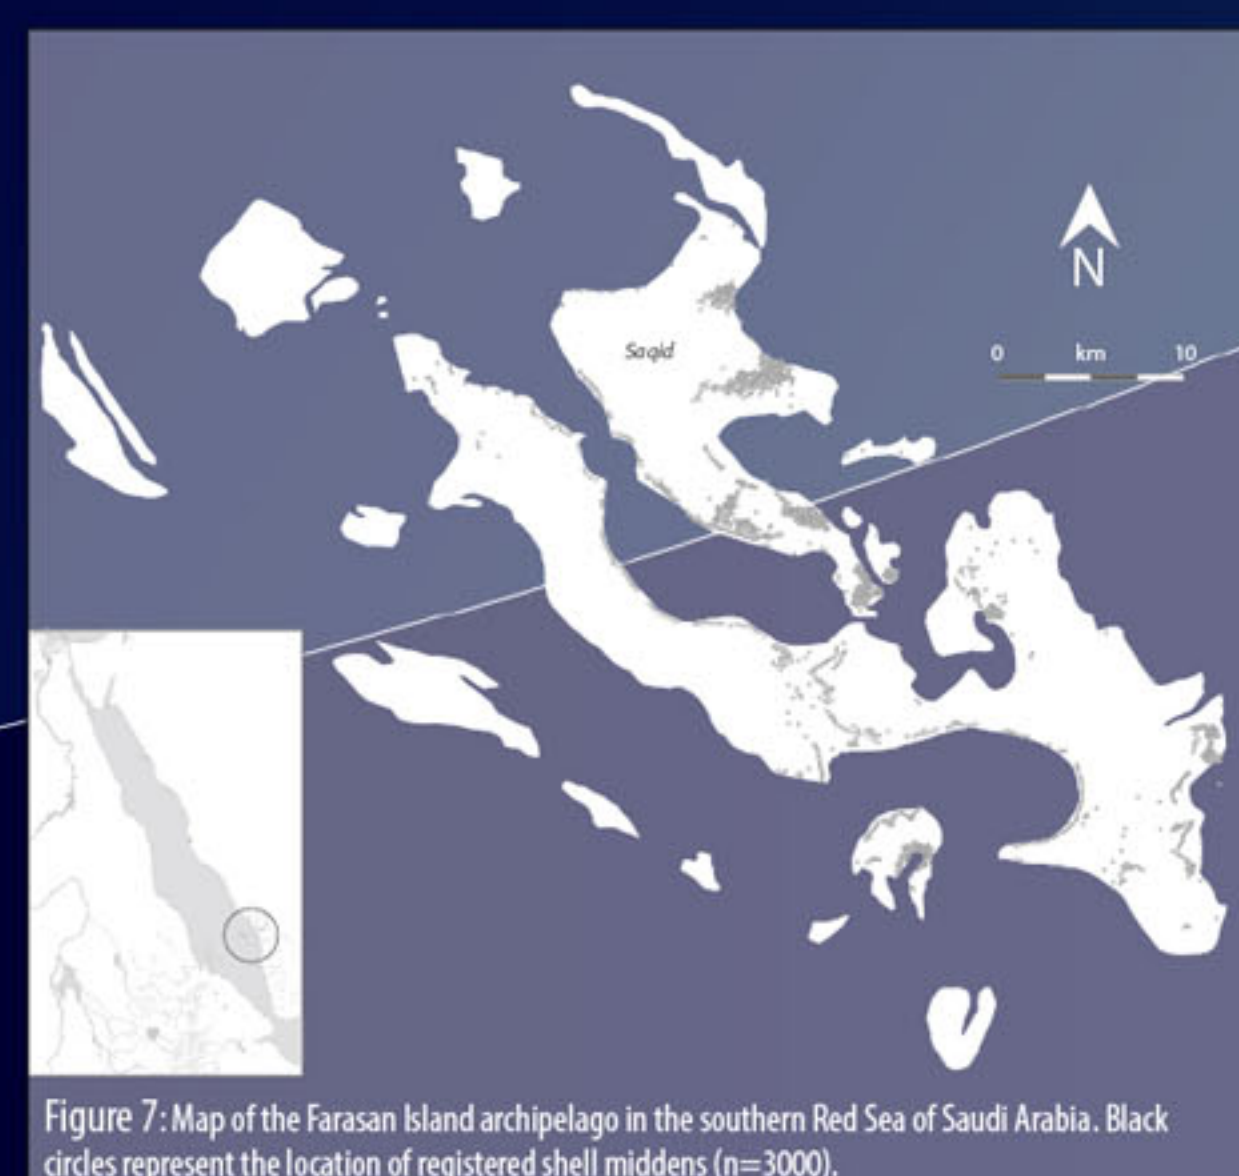 N
0 km 10
Saqid
Figure 7: Map of the Farasan Island archipelago in the southern Red Sea of Saudi Arabia. Black
circles represent the location of registered shell middens (n=3000).